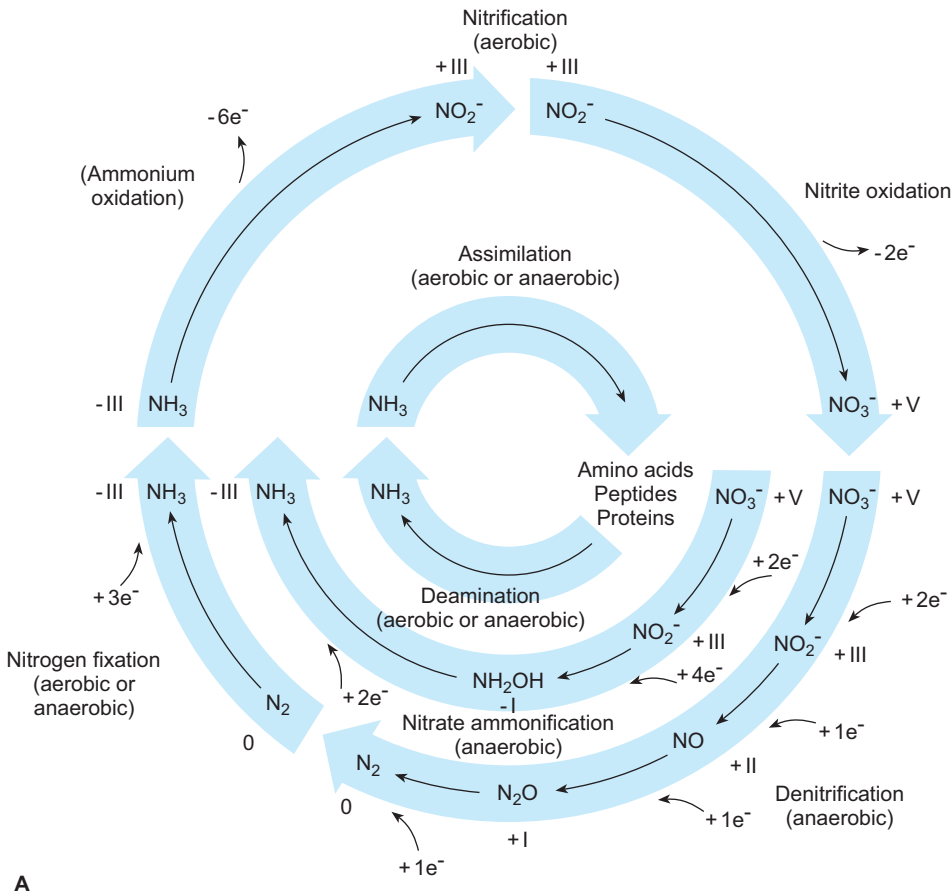 Nitrification
(aerobic)
+ III
+ III
NO₂⁻
NO₂⁻
- 6e⁻
(Ammonium
oxidation)
Nitrite oxidation
- 2e⁻
Assimilation
(aerobic or anaerobic)
- III
NH₃
NH₃
NO₃⁻
+ V
Amino acids
Peptides
Proteins
- III
NH₃
- III
NH₃
NH₃
NO₃⁻
+ V
NO₃⁻
+ V
+ 3e⁻
Deamination
(aerobic or anaerobic)
+ 2e⁻
+ 2e⁻
NO₂⁻
+ III
NO₂⁻
+ III
Nitrogen fixation
(aerobic or
anaerobic)
N₂
0
+ 2e⁻
NH₂OH
- I
+ 4e⁻
Nitrate ammonification
(anaerobic)
NO
+ II
+ 1e⁻
N₂
0
N₂O
+ I
+ 1e⁻
+ 1e⁻
Denitrification
(anaerobic)
A